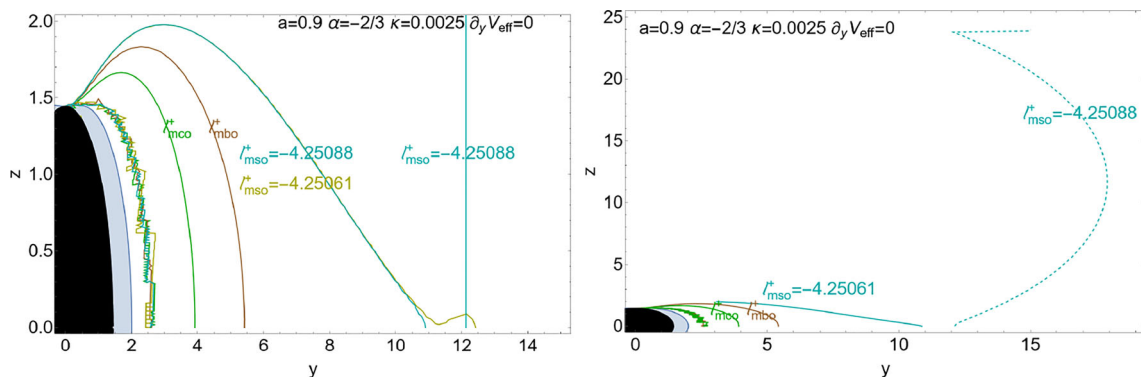 a=0.9 α=−2/3 κ=0.0025 ∂yVeff=0
2.0
1.5
1.0
0.5
0.0
z
0 2 4 6 8 10 12 14
y
l+mco
l+mbo
l+mso=−4.25088
l+mso=−4.25088
l+mso=−4.25061
a=0.9 α=−2/3 κ=0.0025 ∂yVeff=0
25
20
15
10
5
0
z
0 5 10 15 20 25
y
l+mso=−4.25088
l+mso=−4.25061
l+mco
l+mbo